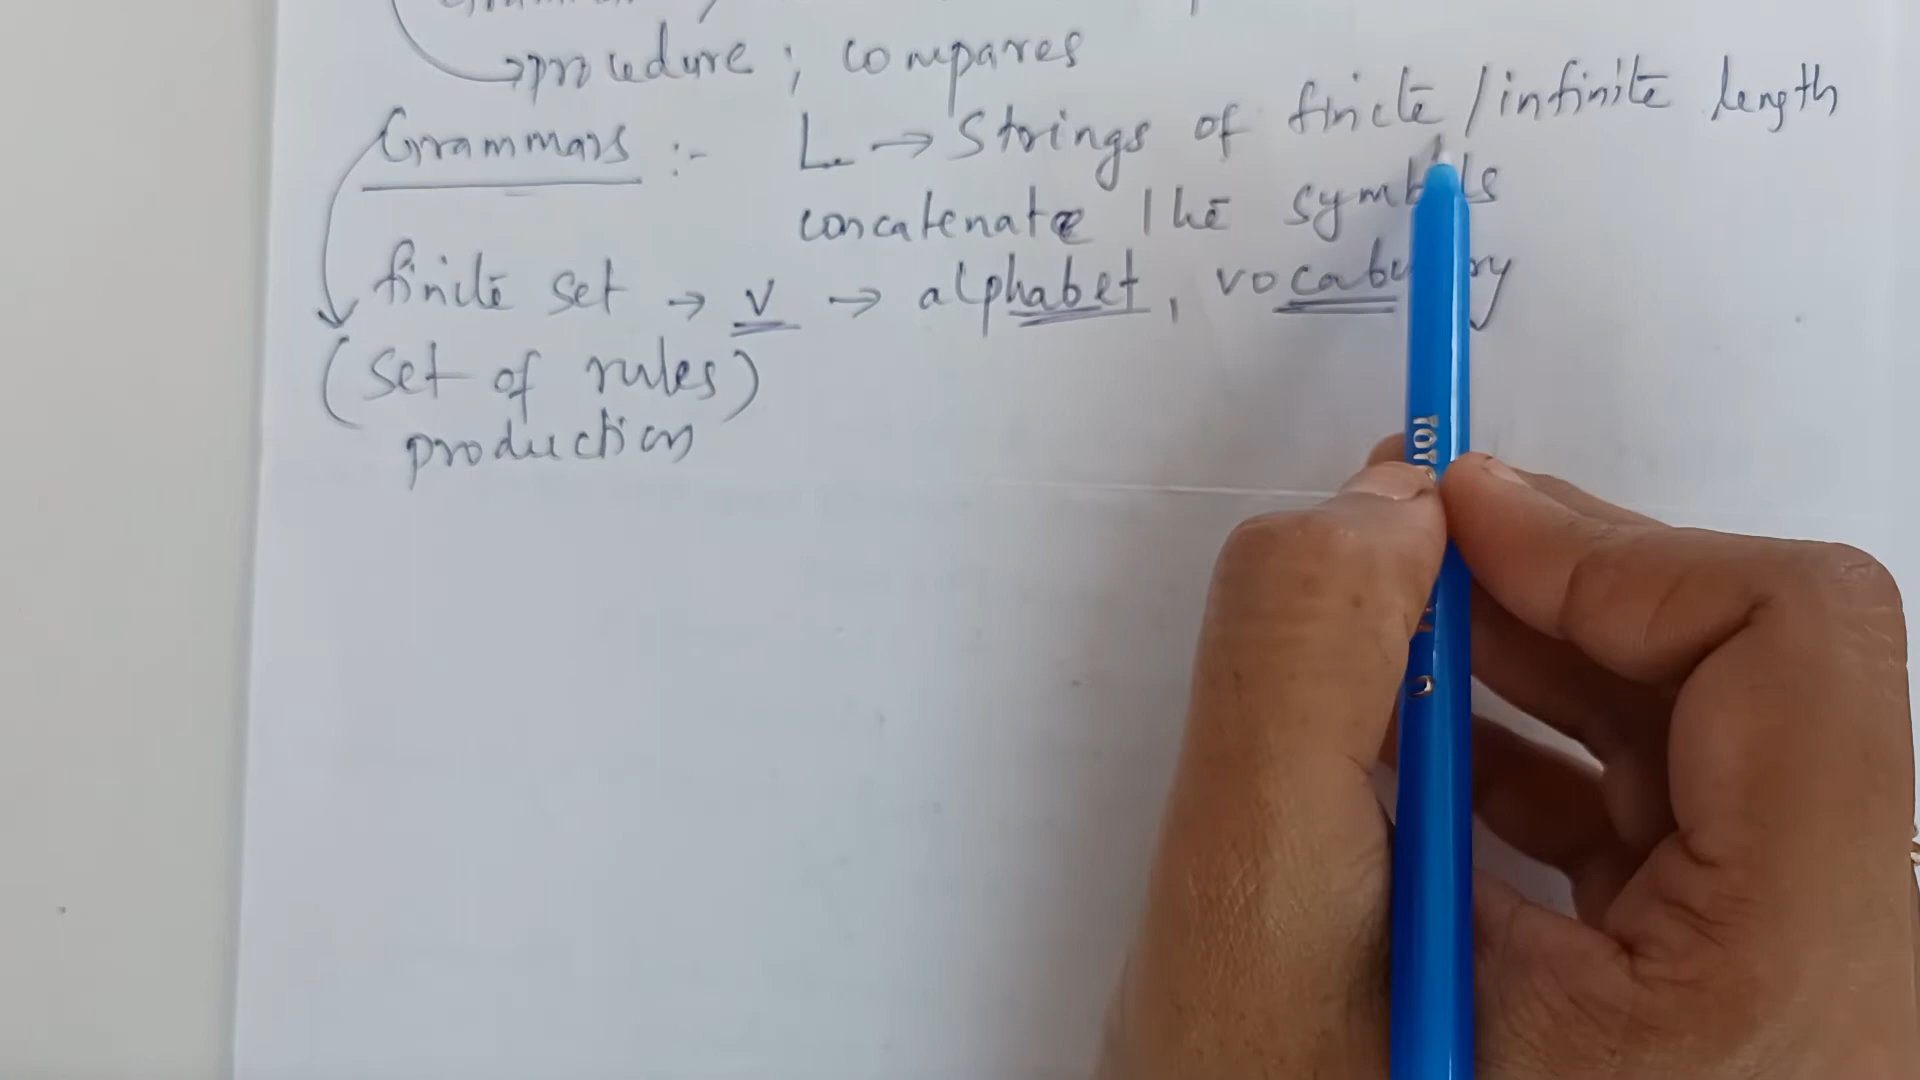 →procedure ; compares
Grammars :- L → Strings of finite / infinite length
concatenate the symbols
finite set → V → alphabet, vocabulary
(set of rules)
production